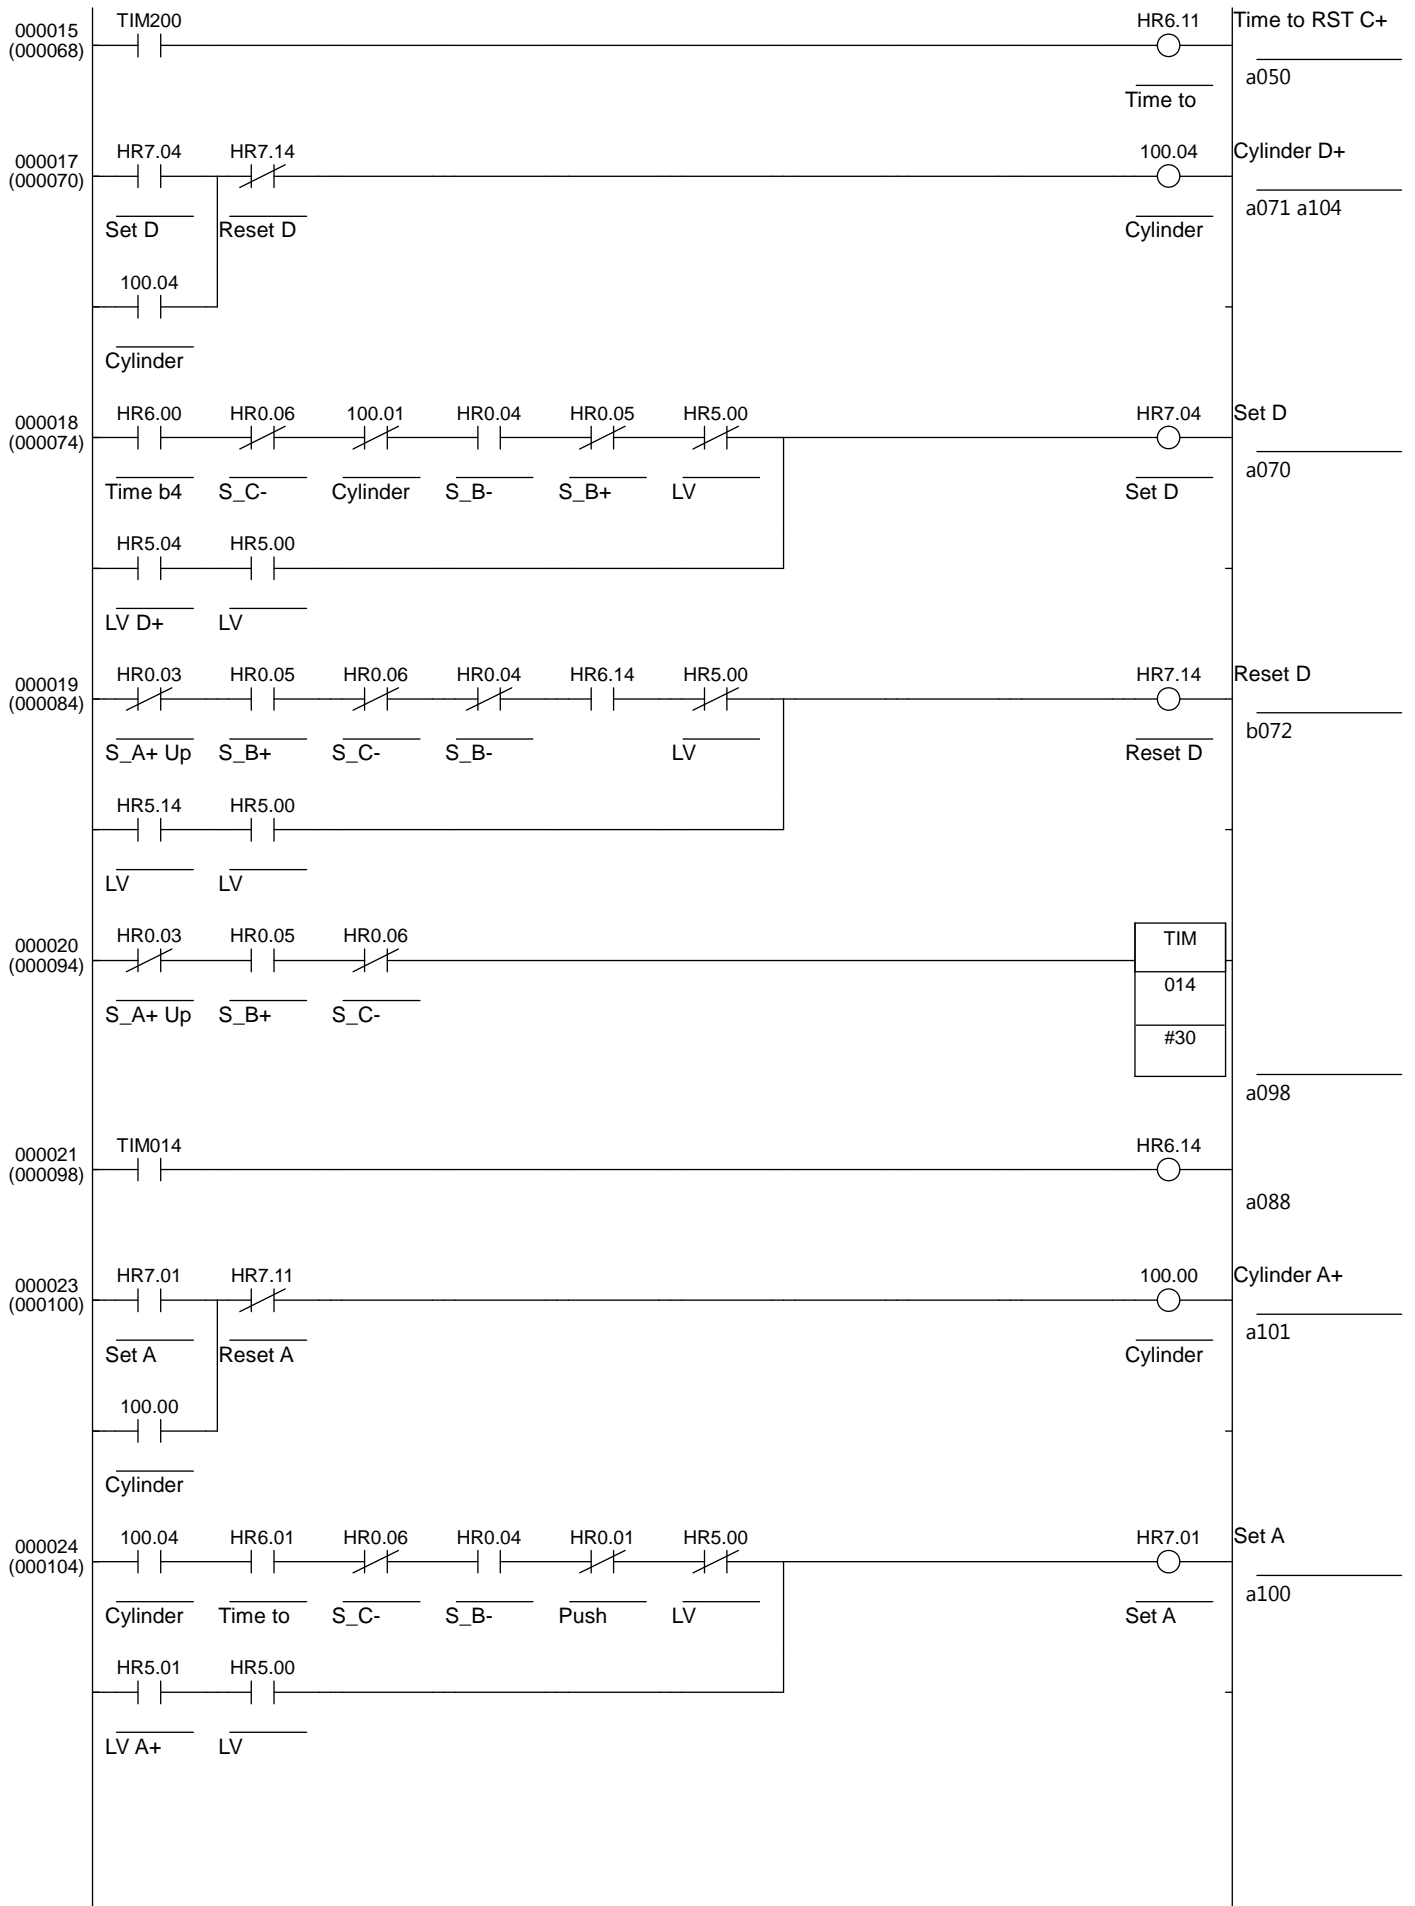 TIM200 HR6.11 Time to RST C+
000015
(000068)
a050
Time to
HR7.04 HR7.14 100.04 Cylinder D+
000017
(000070)
a071 a104
Set D Reset D Cylinder
100.04
Cylinder
HR6.00 HR0.06 100.01 HR0.04 HR0.05 HR5.00 HR7.04 Set D
000018
(000074)
a070
Time b4 S_C- Cylinder S_B- S_B+ LV Set D
HR5.04 HR5.00
LV D+ LV
HR0.03 HR0.05 HR0.06 HR0.04 HR6.14 HR5.00 HR7.14 Reset D
000019
(000084)
b072
S_A+ Up S_B+ S_C- S_B- LV Reset D
HR5.14 HR5.00
LV LV
HR0.03 HR0.05 HR0.06 TIM
000020
(000094)
014
S_A+ Up S_B+ S_C-
#30
a098
TIM014 HR6.14
000021
(000098)
a088
HR7.01 HR7.11 100.00 Cylinder A+
000023
(000100)
a101
Set A Reset A Cylinder
100.00
Cylinder
100.04 HR6.01 HR0.06 HR0.04 HR0.01 HR5.00 HR7.01 Set A
000024
(000104)
a100
Cylinder Time to S_C- S_B- Push LV Set A
HR5.01 HR5.00
LV A+ LV